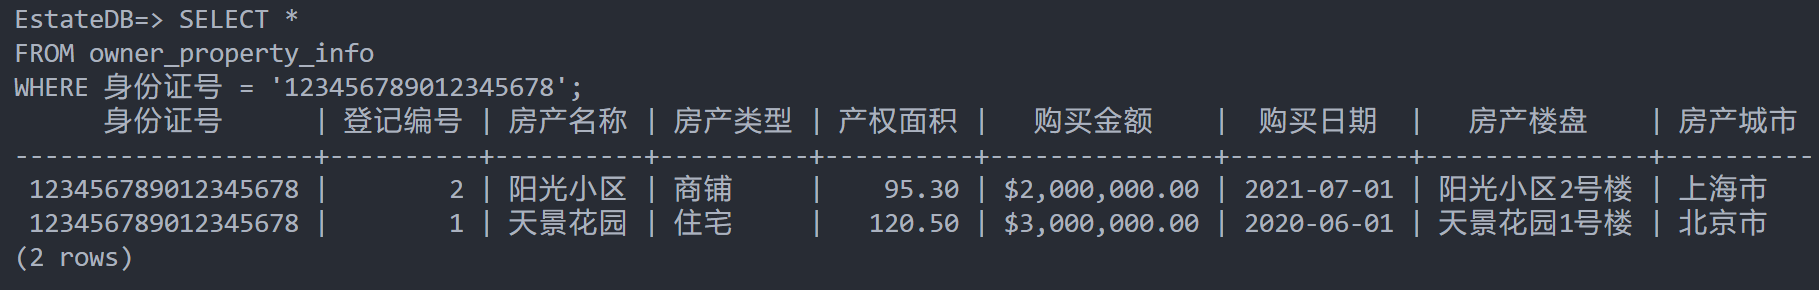 EstateDB=> SELECT *
FROM owner_property_info
WHERE 身份证号 = '123456789012345678';
      身份证号      | 登记编号 | 房产名称 | 房产类型 | 产权面积 |   购买金额    |  购买日期  |   房产楼盘    | 房产城市
--------------------+----------+----------+----------+----------+---------------+------------+---------------+----------
 123456789012345678 |        2 | 阳光小区 | 商铺     |    95.30 | $2,000,000.00 | 2021-07-01 | 阳光小区2号楼 | 上海市
 123456789012345678 |        1 | 天景花园 | 住宅     |   120.50 | $3,000,000.00 | 2020-06-01 | 天景花园1号楼 | 北京市
(2 rows)